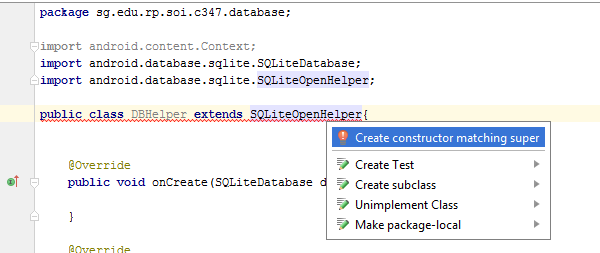 package sg.edu.rp.soi.c347.database;
import android.content.Context;
import android.database.sqlite.SQLiteDatabase;
import android.database.sqlite.SQLiteOpenHelper;
public class DBHelper extends SQLiteOpenHelper{
Create constructor matching super
Create Test
Create subclass
Unimplement Class
Make package-local
@Override
public void onCreate(SQLiteDatabase d
}
@Override